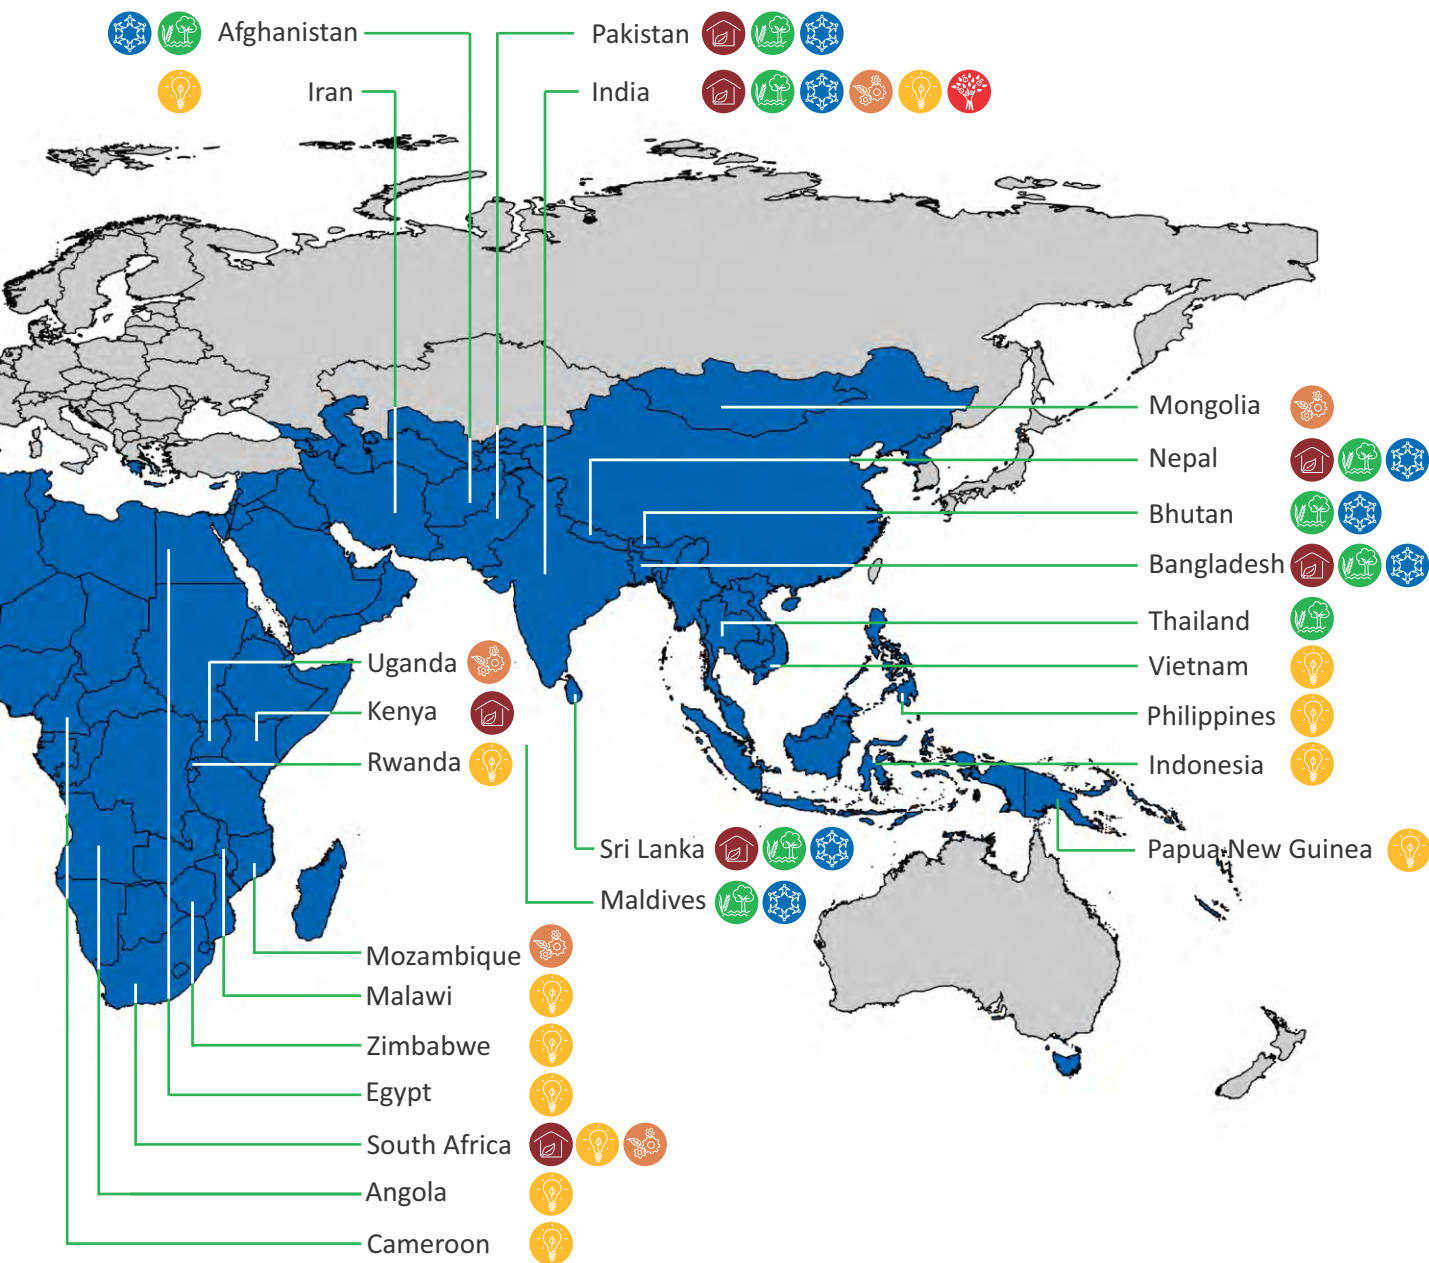 Afghanistan
Pakistan
Iran
India
Mongolia
Nepal
Bhutan
Bangladesh
Thailand
Vietnam
Philippines
Indonesia
Papua New Guinea
Uganda
Kenya
Rwanda
Sri Lanka
Maldives
Mozambique
Malawi
Zimbabwe
Egypt
South Africa
Angola
Cameroon